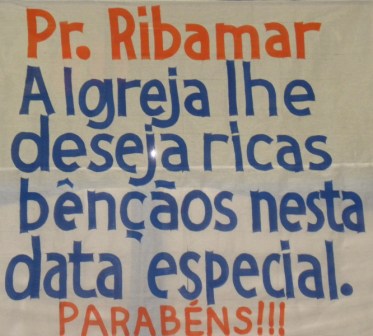 Pr. Ribamar
A Igreja lhe
deseja ricas
bênçãos nesta
data especial.
PARABÉNS!!!